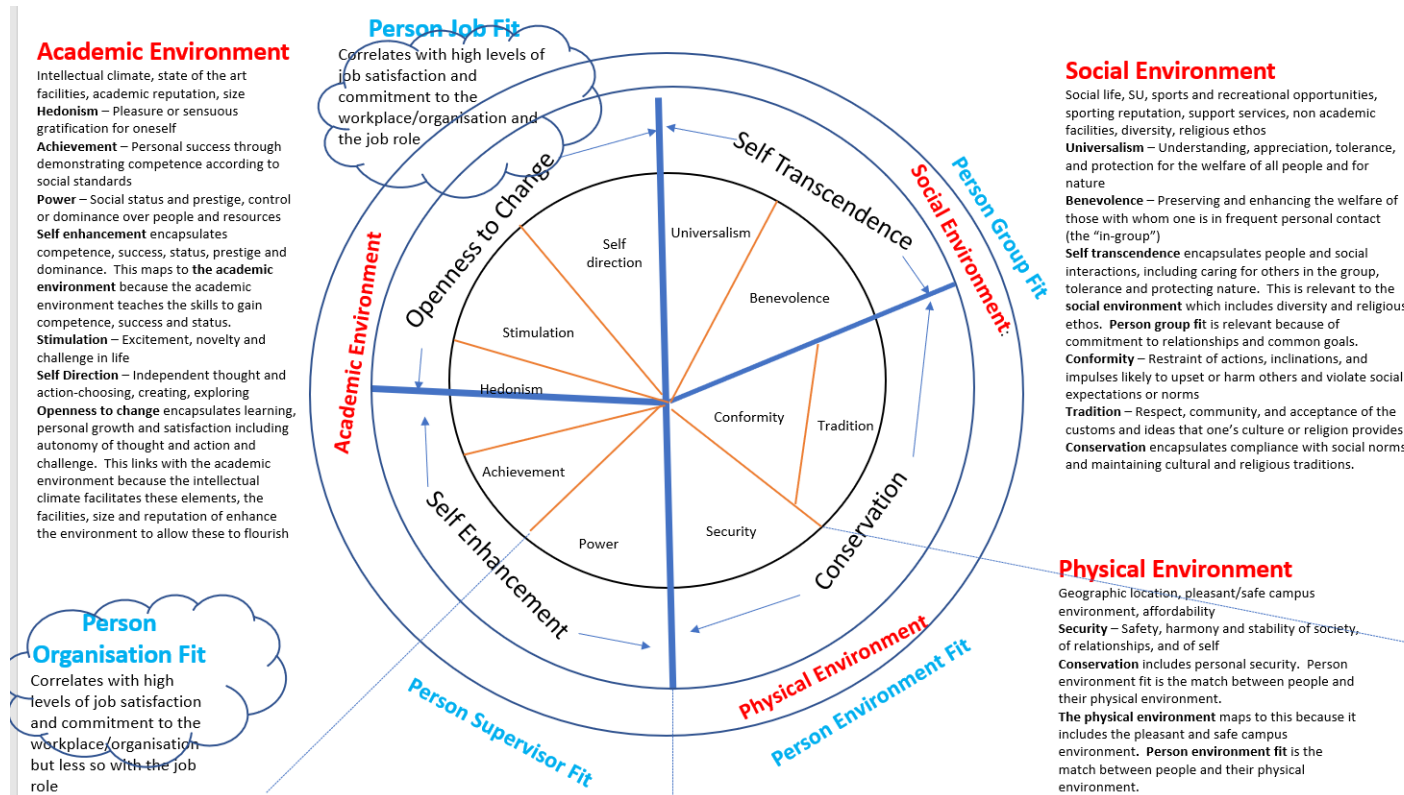 Academic Environment
Intellectual climate, state of the art
facilities, academic reputation, size
Hedonism – Pleasure or sensuous
gratification for oneself
Achievement – Personal success through
demonstrating competence according to
social standards
Power – Social status and prestige, control
or dominance over people and resources
Self enhancement encapsulates
competence, success, status, prestige and
dominance. This maps to the academic
environment because the academic
environment teaches the skills to gain
competence, success and status.
Stimulation – Excitement, novelty and
challenge in life
Self Direction – Independent thought and
action-choosing, creating, exploring
Openness to change encapsulates learning,
personal growth and satisfaction including
autonomy of thought and action and
challenge. This links with the academic
environment because the intellectual
climate facilitates these elements, the
facilities, size and reputation of enhance
the environment to allow these to flourish
Person
Organisation Fit
Correlates with high
levels of job satisfaction
and commitment to the
workplace/organisation
but less so with the job
role
Person Job Fit
Correlates with high levels of
job satisfaction and
commitment to the
workplace/organisation and
the job role
Openness to Change
Self Transcendence
Conservation
Self Enhancement
Academic Environment
Social Environment:
Physical Environment
Person Group Fit
Person Environment Fit
Person Supervisor Fit
Self
direction
Universalism
Benevolence
Stimulation
Hedonism
Conformity
Tradition
Achievement
Power
Security
Social Environment
Social life, SU, sports and recreational opportunities,
sporting reputation, support services, non academic
facilities, diversity, religious ethos
Universalism – Understanding, appreciation, tolerance,
and protection for the welfare of all people and for
nature
Benevolence – Preserving and enhancing the welfare of
those with whom one is in frequent personal contact
(the “in-group”)
Self transcendence encapsulates people and social
interactions, including caring for others in the group,
tolerance and protecting nature. This is relevant to the
social environment which includes diversity and religious
ethos. Person group fit is relevant because of
commitment to relationships and common goals.
Conformity – Restraint of actions, inclinations, and
impulses likely to upset or harm others and violate social
expectations or norms
Tradition – Respect, community, and acceptance of the
customs and ideas that one’s culture or religion provides
Conservation encapsulates compliance with social norms
and maintaining cultural and religious traditions.
Physical Environment
Geographic location, pleasant/safe campus
environment, affordability
Security – Safety, harmony and stability of society,
of relationships, and of self
Conservation includes personal security. Person
environment fit is the match between people and
their physical environment.
The physical environment maps to this because it
includes the pleasant and safe campus
environment. Person environment fit is the
match between people and their physical
environment.